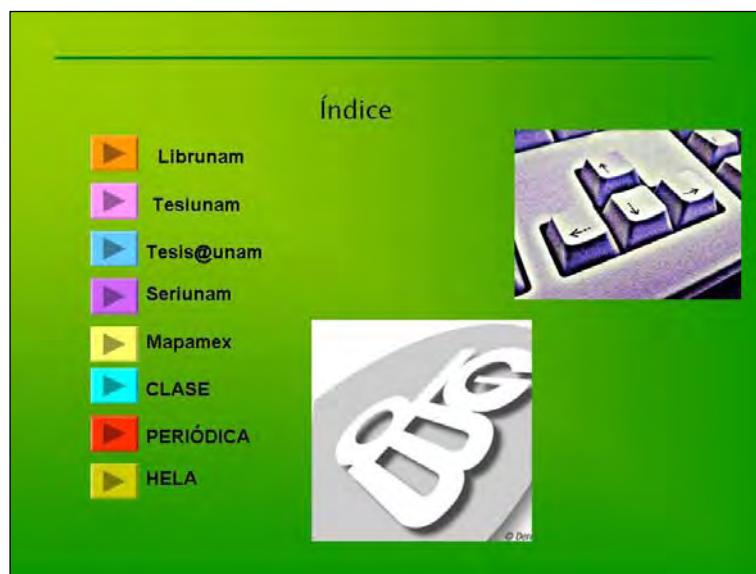 Índice
Librunam
Tesiunam
Tesis@unam
Seriunam
Mapamex
CLASE
PERIÓDICA
HELA
©